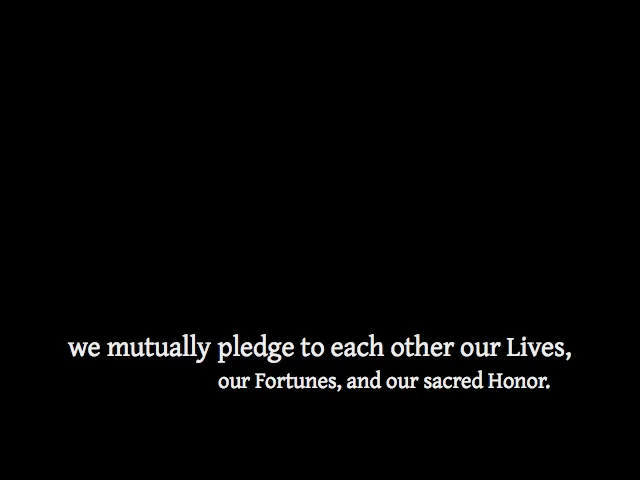 we mutually pledge to each other our Lives,
our Fortunes, and our sacred Honor.